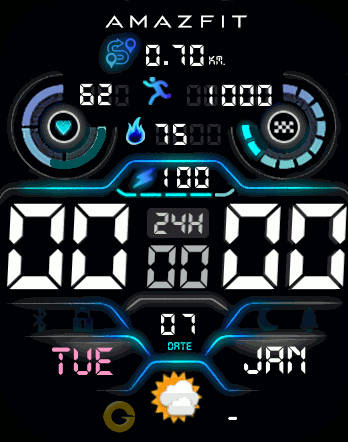 AMAZFIT
0.70 KM.
62 1000
75
100
00 24H 00
00
07
DATE
TUE JAN
G -